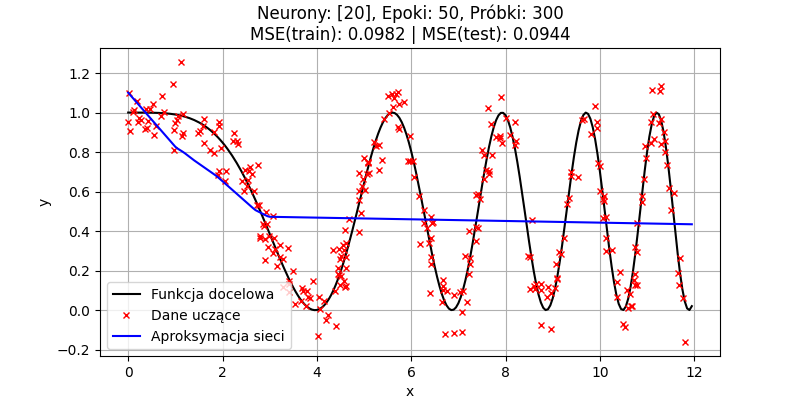 Neurony: [20], Epoki: 50, Próbki: 300
MSE(train): 0.0982 | MSE(test): 0.0944
1.2
1.0
0.8
0.6
0.4
0.2
0.0
−0.2
y
Funkcja docelowa
Dane uczące
Aproksymacja sieci
0 2 4 6 8 10 12
x